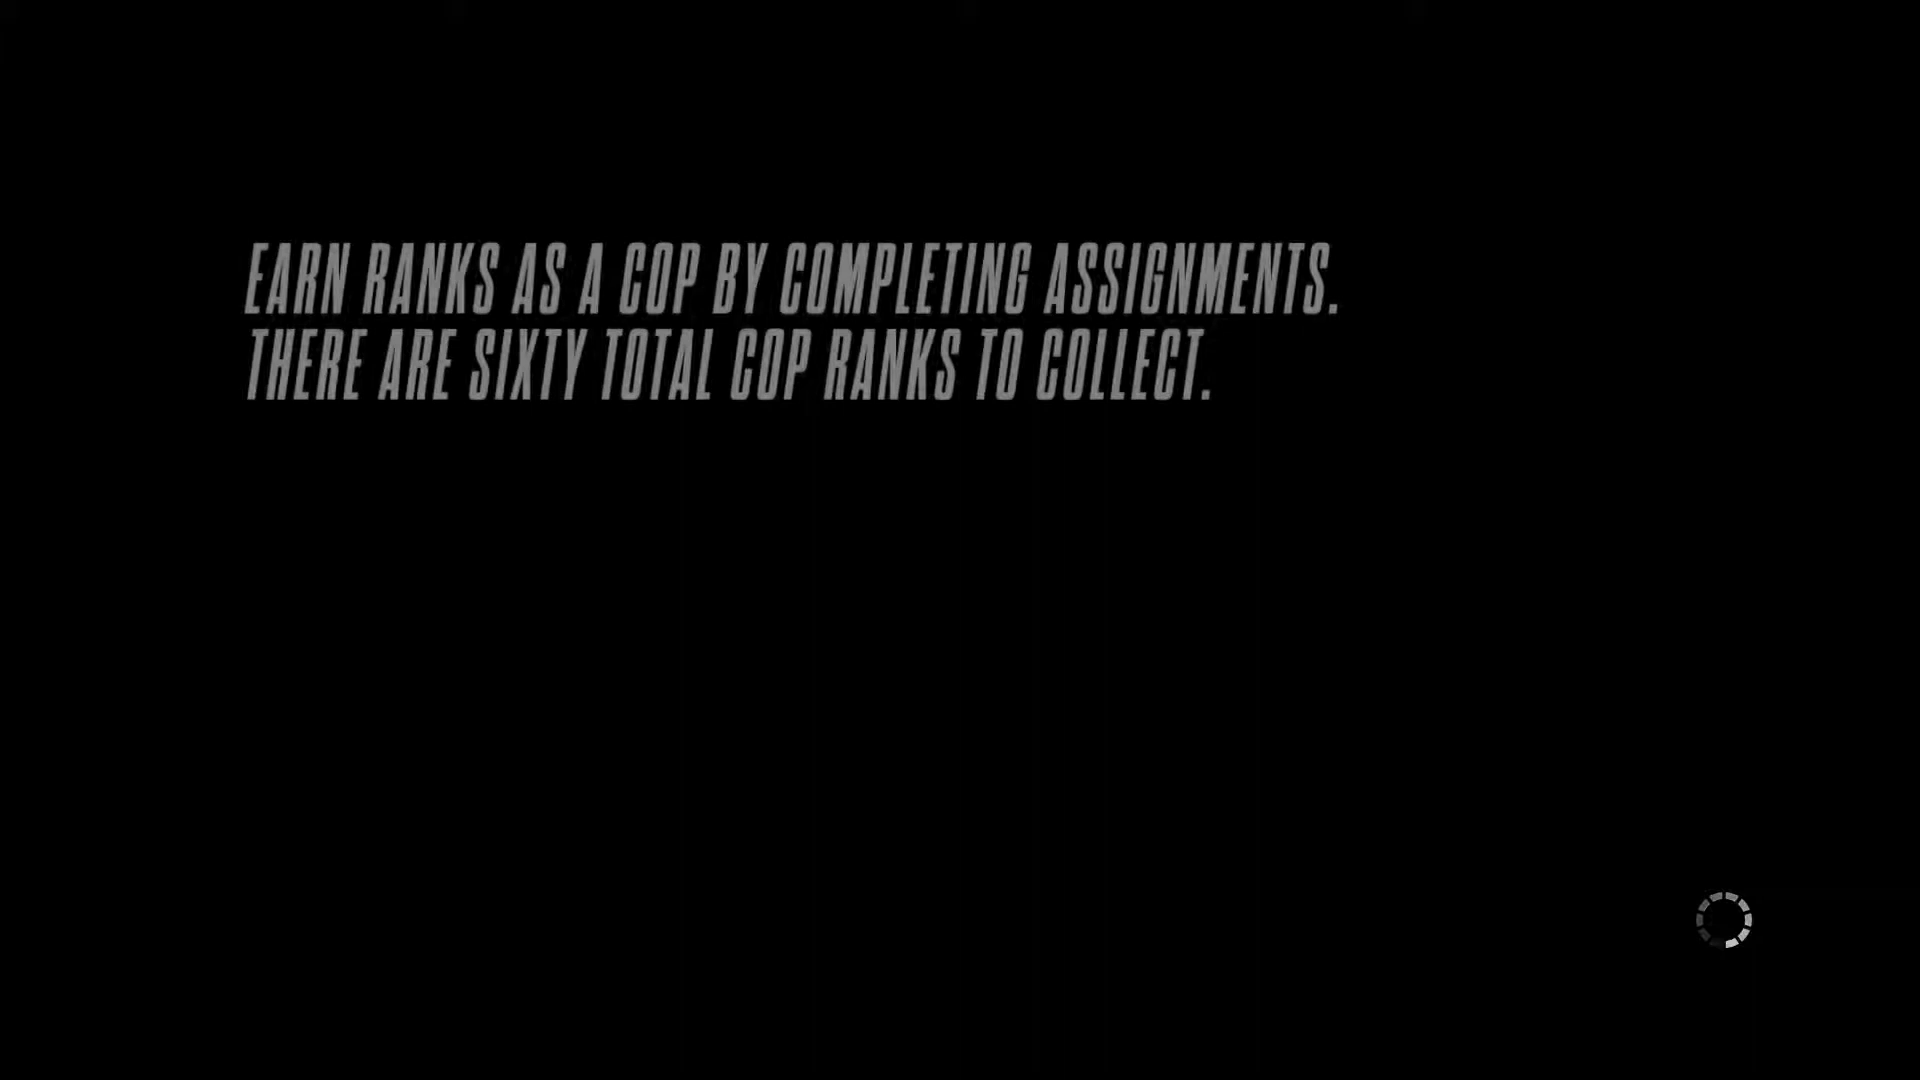 EARN RANKS AS A COP BY COMPLETING ASSIGNMENTS.
THERE ARE SIXTY TOTAL COP RANKS TO COLLECT.